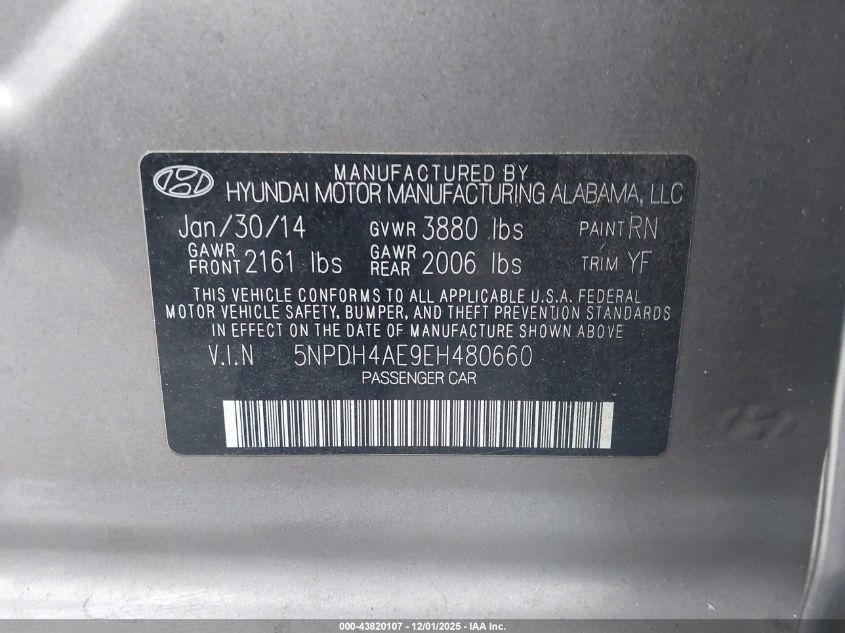 MANUFACTURED BY
HYUNDAI MOTOR MANUFACTURING ALABAMA, LLC
Jan/30/14 GVWR 3880 lbs PAINT RN
GAWR FRONT 2161 lbs GAWR REAR 2006 lbs TRIM YF
THIS VEHICLE CONFORMS TO ALL APPLICABLE U.S.A. FEDERAL
MOTOR VEHICLE SAFETY, BUMPER, AND THEFT PREVENTION STANDARDS
IN EFFECT ON THE DATE OF MANUFACTURE SHOWN ABOVE
V.I.N 5NPDH4AE9EH480660
PASSENGER CAR
000-43820107 - 12/01/2025 - IAA Inc.